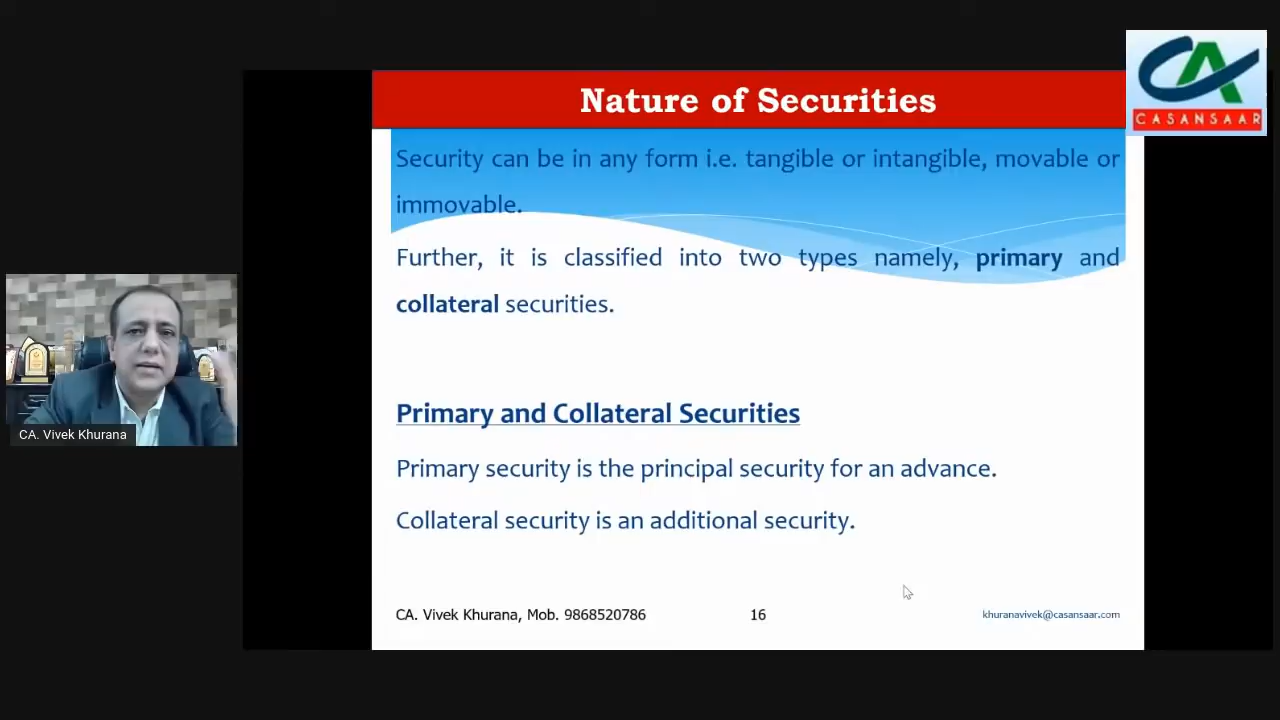 Nature of Securities
CASANSAAR
Security can be in any form i.e. tangible or intangible, movable or
immovable.
Further, it is classified into two types namely, primary and
collateral securities.
CA. Vivek Khurana
Primary and Collateral Securities
Primary security is the principal security for an advance.
Collateral security is an additional security.
CA. Vivek Khurana, Mob. 9868520786
16
khuranavivek@casansaar.com